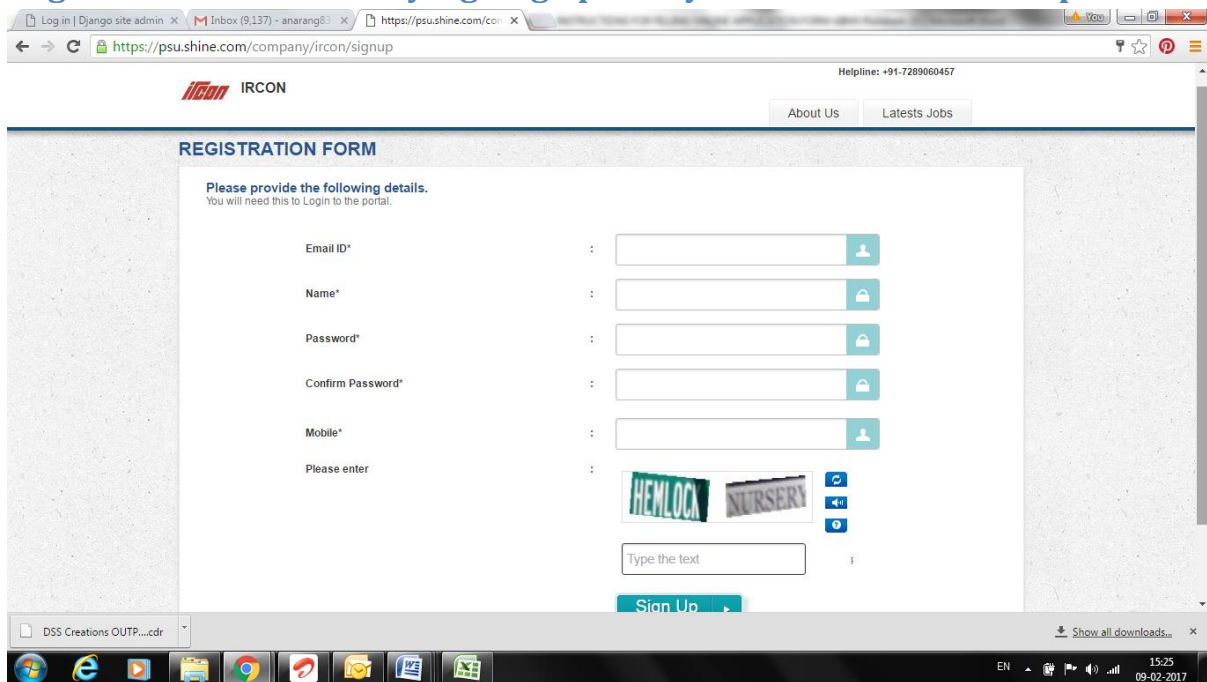 Log in | Django site admin
Inbox (9,137) - anarang83
https://psu.shine.com/con
You
https://psu.shine.com/company/ircon/signup
Helpline: +91-7289060457
ircon IRCON
About Us Latests Jobs
REGISTRATION FORM
Please provide the following details.
You will need this to Login to the portal.
Email ID* :
Name* :
Password* :
Confirm Password* :
Mobile* :
Please enter :
HEMLOCK NURSERY
Type the text
Sign Up
DSS Creations OUTP....cdr
Show all downloads...
EN
15:25
09-02-2017